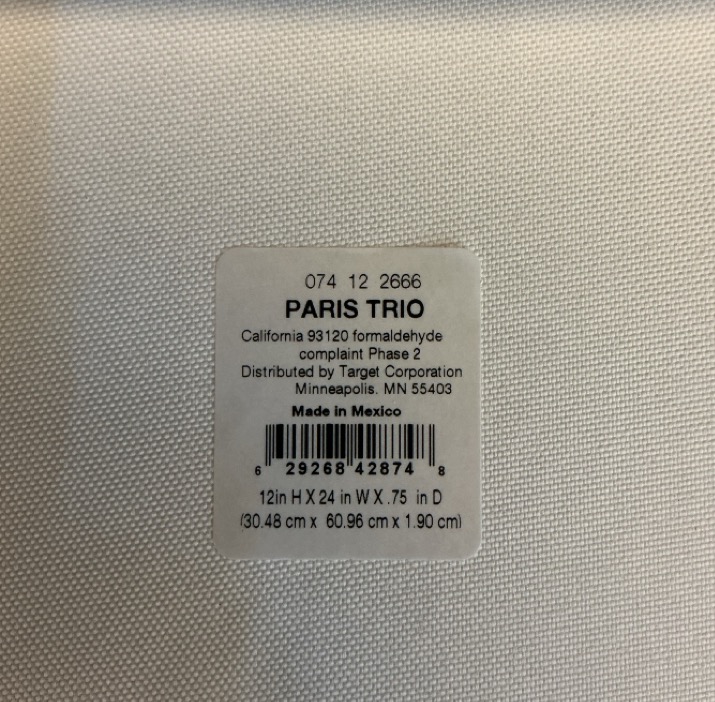 074 12 2666
PARIS TRIO
California 93120 formaldehyde
complaint Phase 2
Distributed by Target Corporation
Minneapolis. MN 55403
Made in Mexico
6 29268 42874 8
12in H X 24 in W X .75 in D
(30.48 cm x 60.96 cm x 1.90 cm)